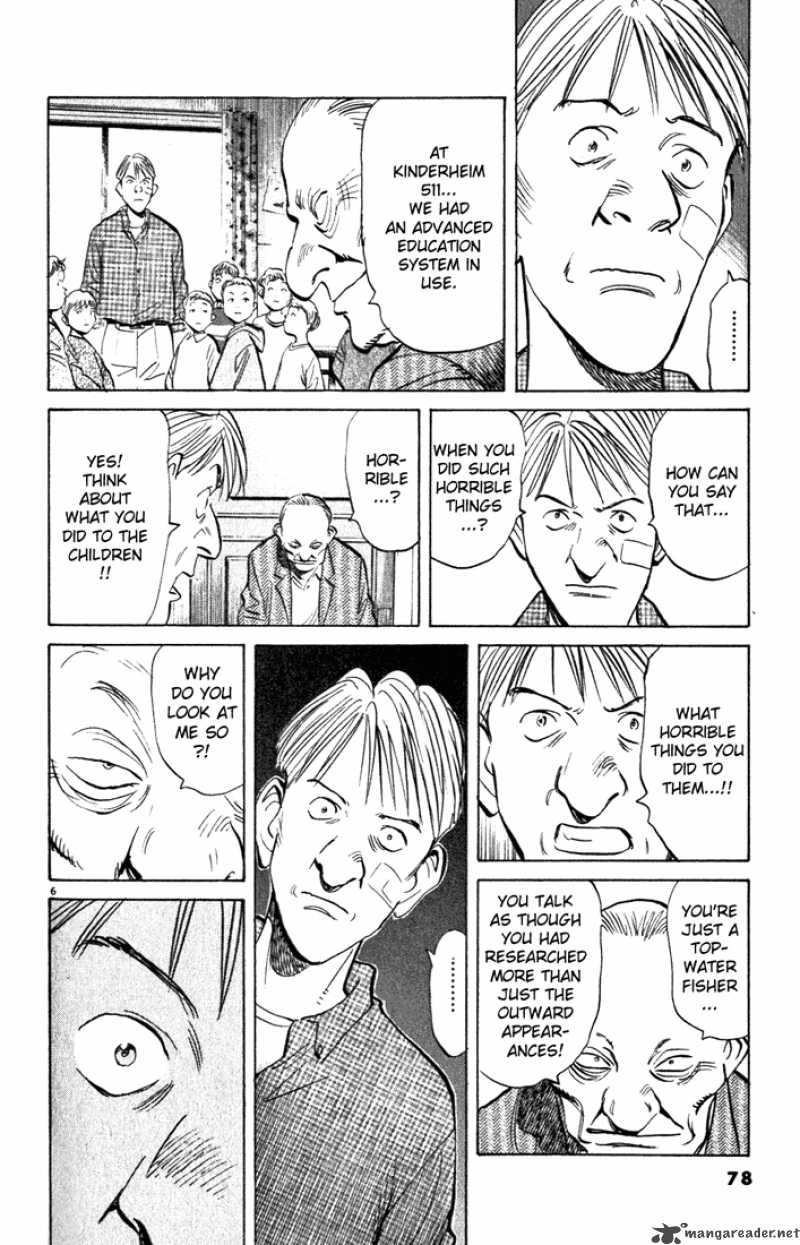 .........
AT
KINDERHEIM
511...
WE HAD
AN ADVANCED
EDUCATION
SYSTEM IN
USE.
HOW CAN
YOU SAY
THAT...
WHEN YOU
DID SUCH
HORRIBLE
THINGS
...?
HOR-
RIBLE
...?
YES!
THINK
ABOUT
WHAT YOU
DID TO THE
CHILDREN
!!
WHAT
HORRIBLE
THINGS YOU
DID TO
THEM...!!
YOU'RE
JUST A
TOP-
WATER
FISHER
...
YOU TALK
AS THOUGH
YOU HAD
RESEARCHED
MORE THAN
JUST THE
OUTWARD
APPEAR-
ANCES!
.........
WHY
DO YOU
LOOK AT
ME SO
?!
6
78
mangareader.net